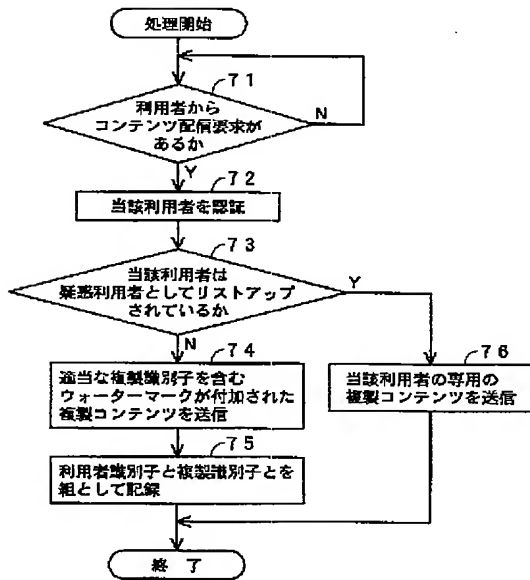 処理開始
71
利用者から
コンテンツ配信要求が
あるか
N
Y
72
当該利用者を認証
73
当該利用者は
疑惑利用者としてリストアップ
されているか
Y
N
74
適当な複製識別子を含む
ウォーターマークが付加された
複製コンテンツを送信
76
当該利用者の専用の
複製コンテンツを送信
75
利用者識別子と複製識別子とを
組として記録
終 了